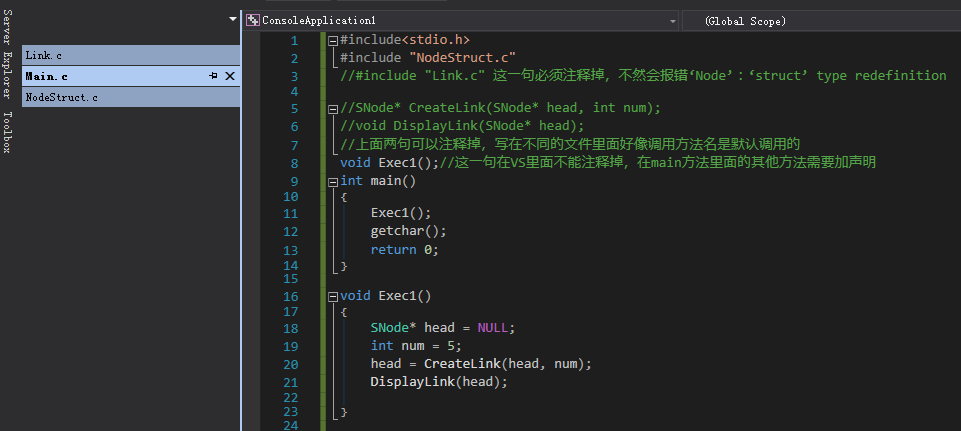 Server Explorer
Toolbox
Link.c
Main.c
NodeStruct.c
ConsoleApplication1
(Global Scope)
1 #include<stdio.h>
2 #include "NodeStruct.c"
3 //#include "Link.c" 这一句必须注释掉，不然会报错‘Node’：‘struct’ type redefinition
4
5 //SNode* CreateLink(SNode* head, int num);
6 //void DisplayLink(SNode* head);
7 //上面两句可以注释掉，写在不同的文件里面好像调用方法名是默认调用的
8 void Exec1();//这一句在VS里面不能注释掉，在main方法里面的其他方法需要加声明
9 int main()
10 {
11 Exec1();
12 getchar();
13 return 0;
14 }
15
16 void Exec1()
17 {
18 SNode* head = NULL;
19 int num = 5;
20 head = CreateLink(head, num);
21 DisplayLink(head);
22
23 }
24